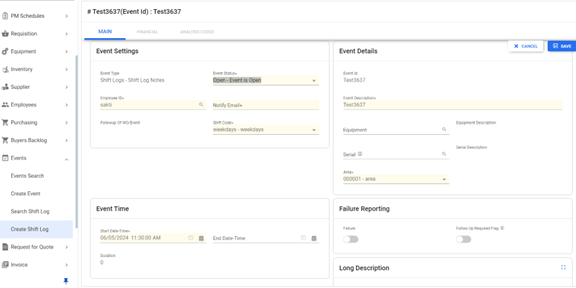 PM Schedules
Requisition
Equipment
Inventory
Supplier
Employees
Purchasing
Buyers Backlog
Events
Events Search
Create Event
Search Shift Log
Create Shift Log
Request for Quote
Invoice
# Test3637(Event Id) : Test3637
MAIN
FINANCIAL
ANALYSIS CODES
CANCEL
SAVE
Event Settings
Event Type
Shift Logs - Shift Log Notes
Event Status*
Open - Event is Open
Employee ID*
saks
Notify Email*
Followup Of WO/Event
Shift Code*
weekdays - weekdays
Event Details
Event Id
Test3637
Event Description*
Test3637
Equipment
Equipment Description
Serial
Serial Description
Area*
000001 - area
Event Time
Start Date-Time*
06/05/2024 11:30:00 AM
End Date-Time
Duration
0
Failure Reporting
Failure
Follow Up Required Flag
Long Description